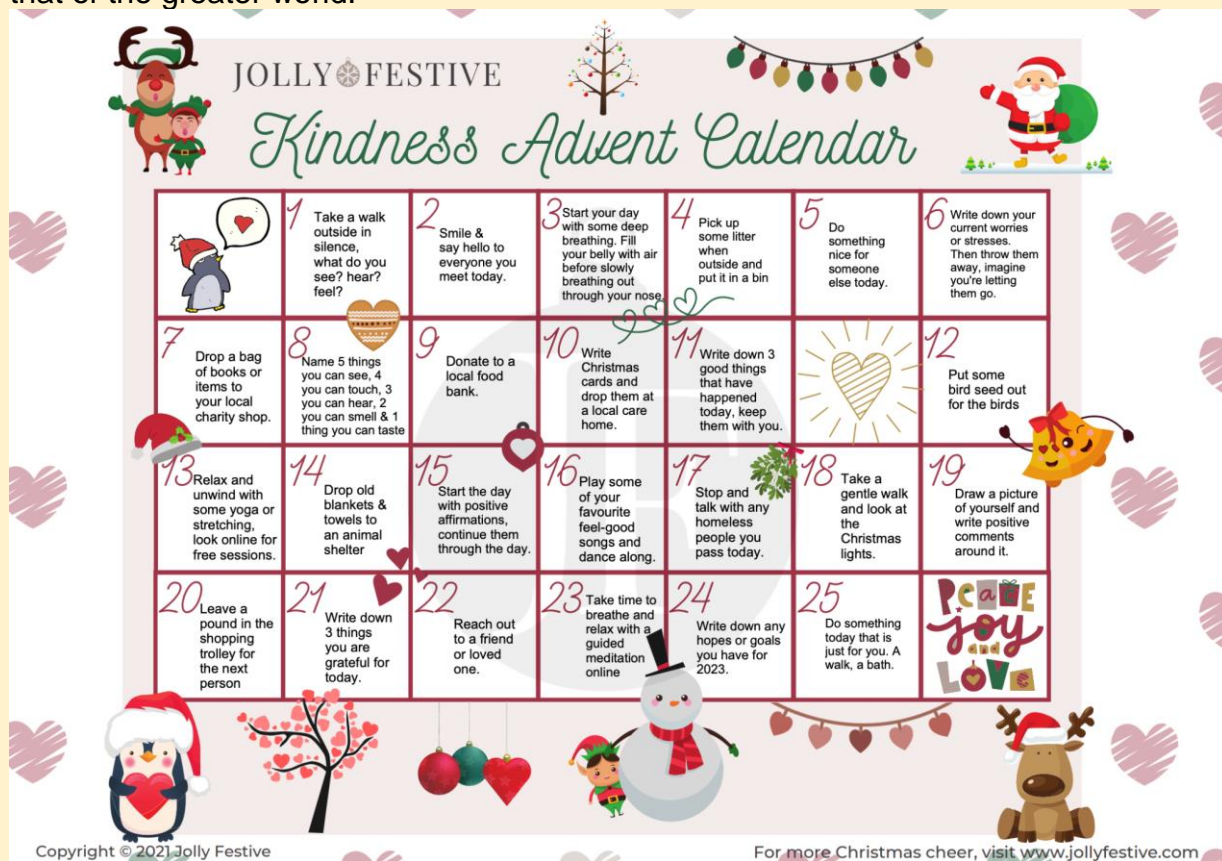 that of the greater world.
JOLLY FESTIVE
Kindness Advent Calendar
1
Take a walk
outside in
silence,
what do you
see? hear?
feel?
2
Smile &
say hello to
everyone you
meet today.
3
Start your day
with some deep
breathing. Fill
your belly with air
before slowly
breathing out
through your nose.
4
Pick up
some litter
when
outside and
put it in a bin
5
Do
something
nice for
someone
else today.
6
Write down your
current worries
or stresses.
Then throw them
away, imagine
you're letting
them go.
7
Drop a bag
of books or
items to
your local
charity shop.
8
Name 5 things
you can see, 4
you can touch, 3
you can hear, 2
you can smell & 1
thing you can taste
9
Donate to a
local food
bank.
10
Write
Christmas
cards and
drop them at
a local care
home.
11
Write down 3
good things
that have
happened
today, keep
them with you.
12
Put some
bird seed out
for the birds
13
Relax and
unwind with
some yoga or
stretching,
look online for
free sessions.
14
Drop old
blankets &
towels to
an animal
shelter
15
Start the day
with positive
affirmations,
continue them
through the day.
16
Play some
of your
favourite
feel-good
songs and
dance along.
17
Stop and
talk with any
homeless
people you
pass today.
18
Take a
gentle walk
and look at
the
Christmas
lights.
19
Draw a picture
of yourself and
write positive
comments
around it.
20
Leave a
pound in the
shopping
trolley for
the next
person
21
Write down
3 things
you are
grateful for
today.
22
Reach out
to a friend
or loved
one.
23
Take time to
breathe and
relax with a
guided
meditation
online
24
Write down any
hopes or goals
you have for
2023.
25
Do something
today that is
just for you. A
walk, a bath.
PEaCE
joy
and
LOVe
Copyright © 2021 Jolly Festive
For more Christmas cheer, visit www.jollyfestive.com